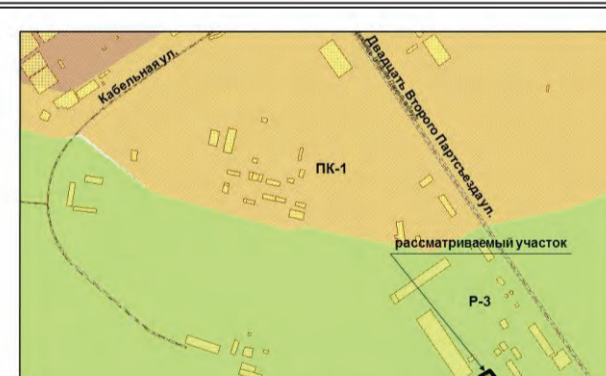 Кабельная ул.
Двадцать Второго Партсъезда ул.
ПК-1
рассматриваемый участок
Р-3